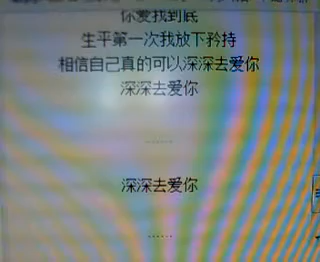 你爱找到底
生平第一次我放下矜持
相信自己真的可以深深去爱你
深深去爱你
……
深深去爱你
……